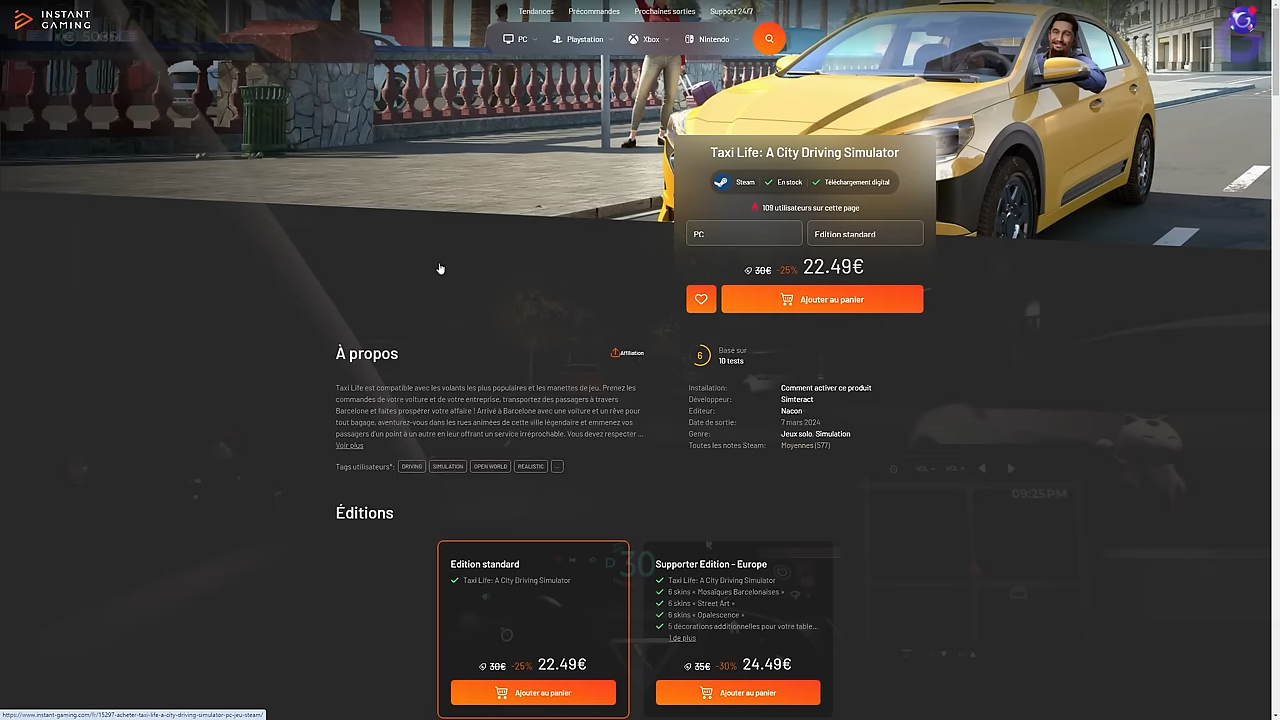 INSTANT GAMING
Tendances Précommandes Prochaines sorties Support 24/7
PC Playstation Xbox Nintendo
Taxi Life: A City Driving Simulator
Steam En stock Téléchargement digital
109 utilisateurs sur cette page
PC Edition standard
30€ -25% 22.49€
Ajouter au panier
À propos
Affiliation
Taxi Life est compatible avec les volants les plus populaires et les manettes de jeu. Prenez les
commandes de votre voiture et de votre entreprise, transportez des passagers à travers
Barcelone et faites prospérer votre affaire ! Arrivé à Barcelone avec une voiture et un rêve pour
tout bagage, aventurez-vous dans les rues animées de cette ville légendaire et emmenez vos
passagers d'un point à un autre en leur offrant un service irréprochable. Vous devez respecter ...
Voir plus
Tags utilisateurs*: DRIVING SIMULATION OPEN WORLD REALISTIC ...
6
Basé sur
10 tests
Installation: Comment activer ce produit
Développeur: Simteract
Editeur: Nacon
Date de sortie: 7 mars 2024
Genre: Jeux solo, Simulation
Toutes les notes Steam: Moyennes (577)
VOL - VOL +
09:25 PM
Éditions
Edition standard
Taxi Life: A City Driving Simulator
30€ -25% 22.49€
Ajouter au panier
D 30
Supporter Edition - Europe
Taxi Life: A City Driving Simulator
6 skins « Mosaïques Barcelonaises »
6 skins « Street Art »
6 skins « Opalescence »
5 décorations additionnelles pour votre table...
1 de plus
35€ -30% 24.49€
Ajouter au panier
https://www.instant-gaming.com/fr/15297-acheter-taxi-life-a-city-driving-simulator-pc-jeu-steam/